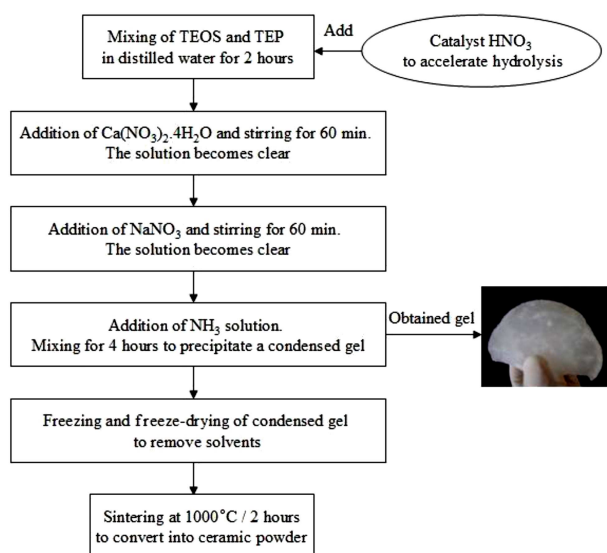 Mixing of TEOS and TEP
in distilled water for 2 hours
Add
Catalyst HNO₃
to accelerate hydrolysis
Addition of Ca(NO₃)₂.4H₂O and stirring for 60 min.
The solution becomes clear
Addition of NaNO₃ and stirring for 60 min.
The solution becomes clear
Addition of NH₃ solution.
Mixing for 4 hours to precipitate a condensed gel
Obtained gel
Freezing and freeze-drying of condensed gel
to remove solvents
Sintering at 1000°C / 2 hours
to convert into ceramic powder